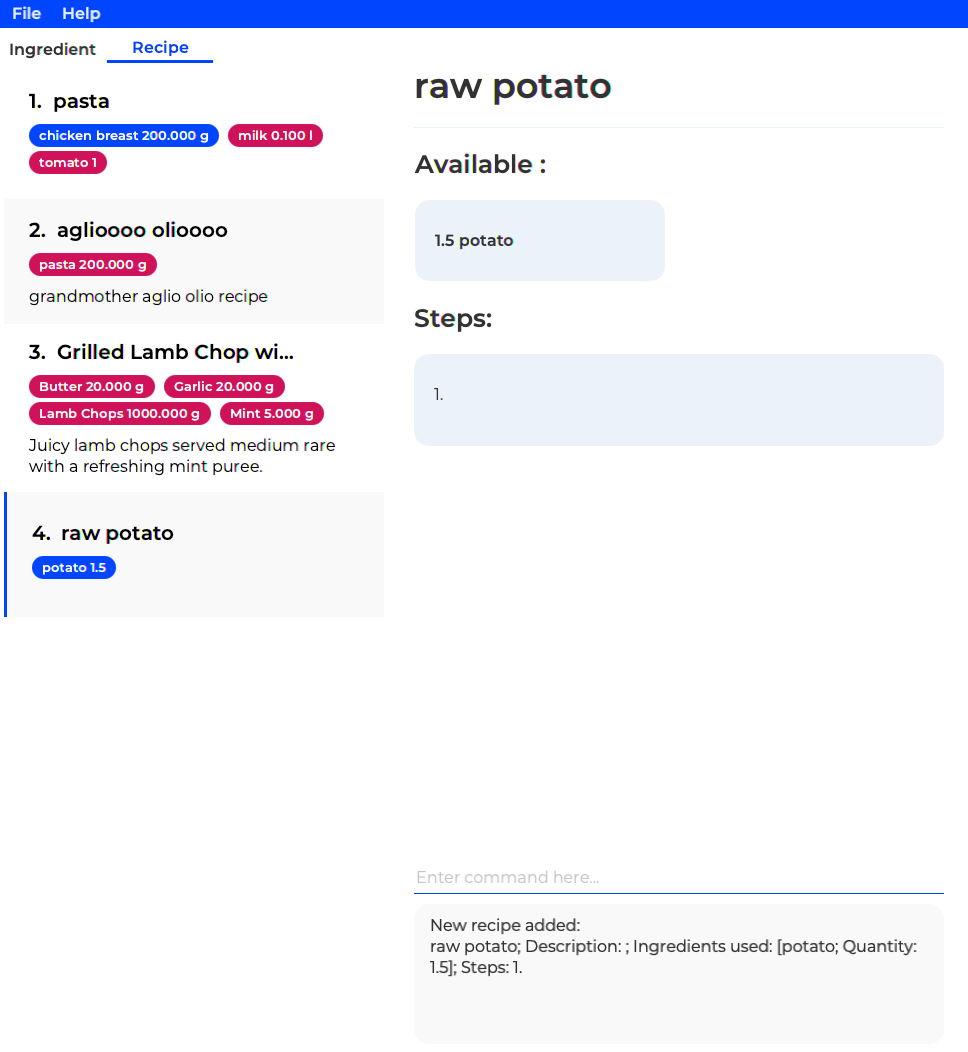 File Help
Ingredient Recipe
1. pasta
chicken breast 200.000 g milk 0.100 l
tomato 1
2. aglioooo olioooo
pasta 200.000 g
grandmother aglio olio recipe
3. Grilled Lamb Chop wi...
Butter 20.000 g Garlic 20.000 g
Lamb Chops 1000.000 g Mint 5.000 g
Juicy lamb chops served medium rare
with a refreshing mint puree.
4. raw potato
potato 1.5
raw potato
Available :
1.5 potato
Steps:
1.
Enter command here...
New recipe added:
raw potato; Description: ; Ingredients used: [potato; Quantity:
1.5]; Steps: 1.